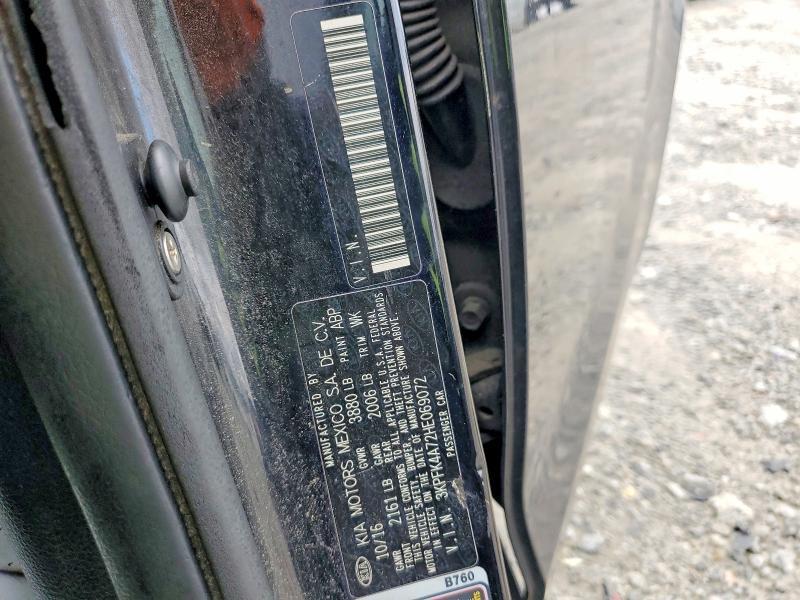 V.I.N
MANUFACTURED BY
KIA KIA MOTORS MEXICO S.A. DE C.V.
10/16 GVWR 3880 LB PAINT ABP
GAWR FRONT 2161 LB GAWR REAR 2006 LB TRIM WK
THIS VEHICLE CONFORMS TO ALL APPLICABLE U.S.A. FEDERAL
MOTOR VEHICLE SAFETY, BUMPER, AND THEFT PREVENTION STANDARDS
IN EFFECT ON THE DATE OF MANUFACTURE SHOWN ABOVE.
V.I.N 3KPFK4A72HE069072
PASSENGER CAR
B760